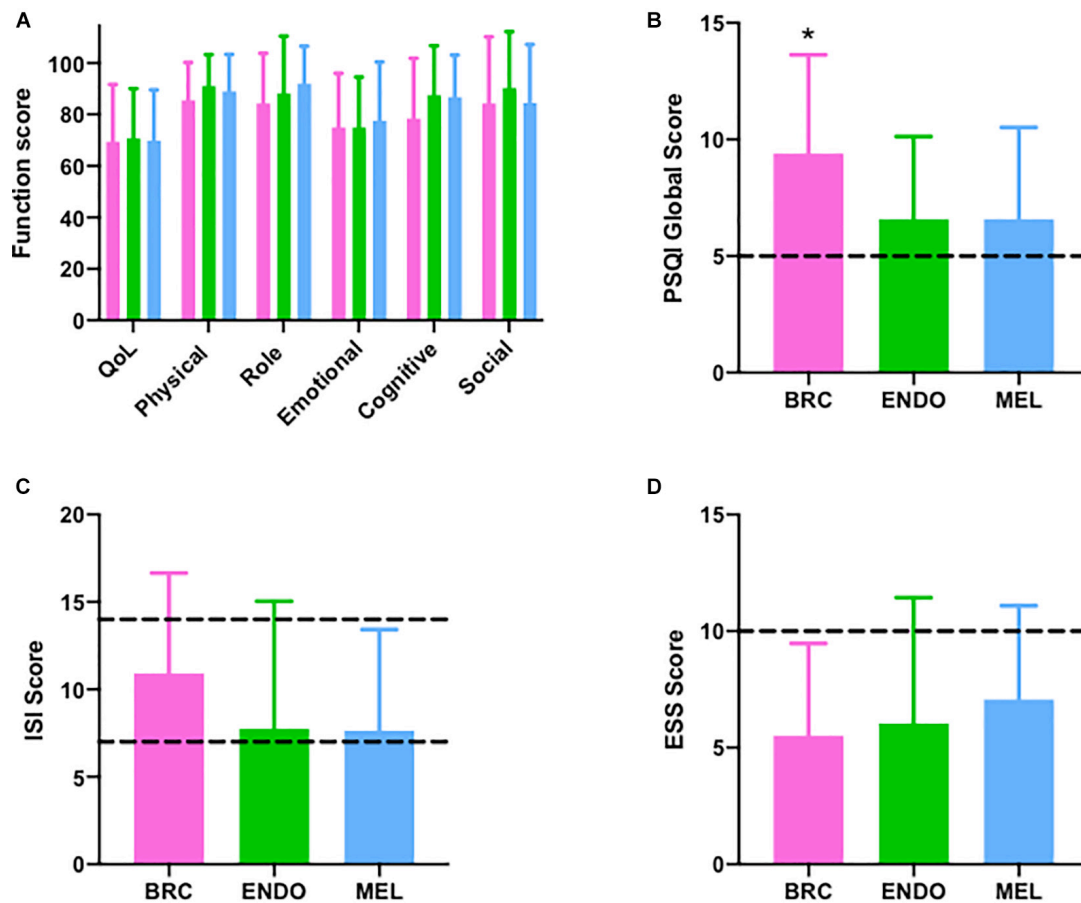 A
Function score
100
80
60
40
20
0
QoL
Physical
Role
Emotional
Cognitive
Social
B
PSQI Global Score
15
10
5
0
*
BRC ENDO MEL
C
ISI Score
20
15
10
5
0
BRC ENDO MEL
D
ESS Score
15
10
5
0
BRC ENDO MEL